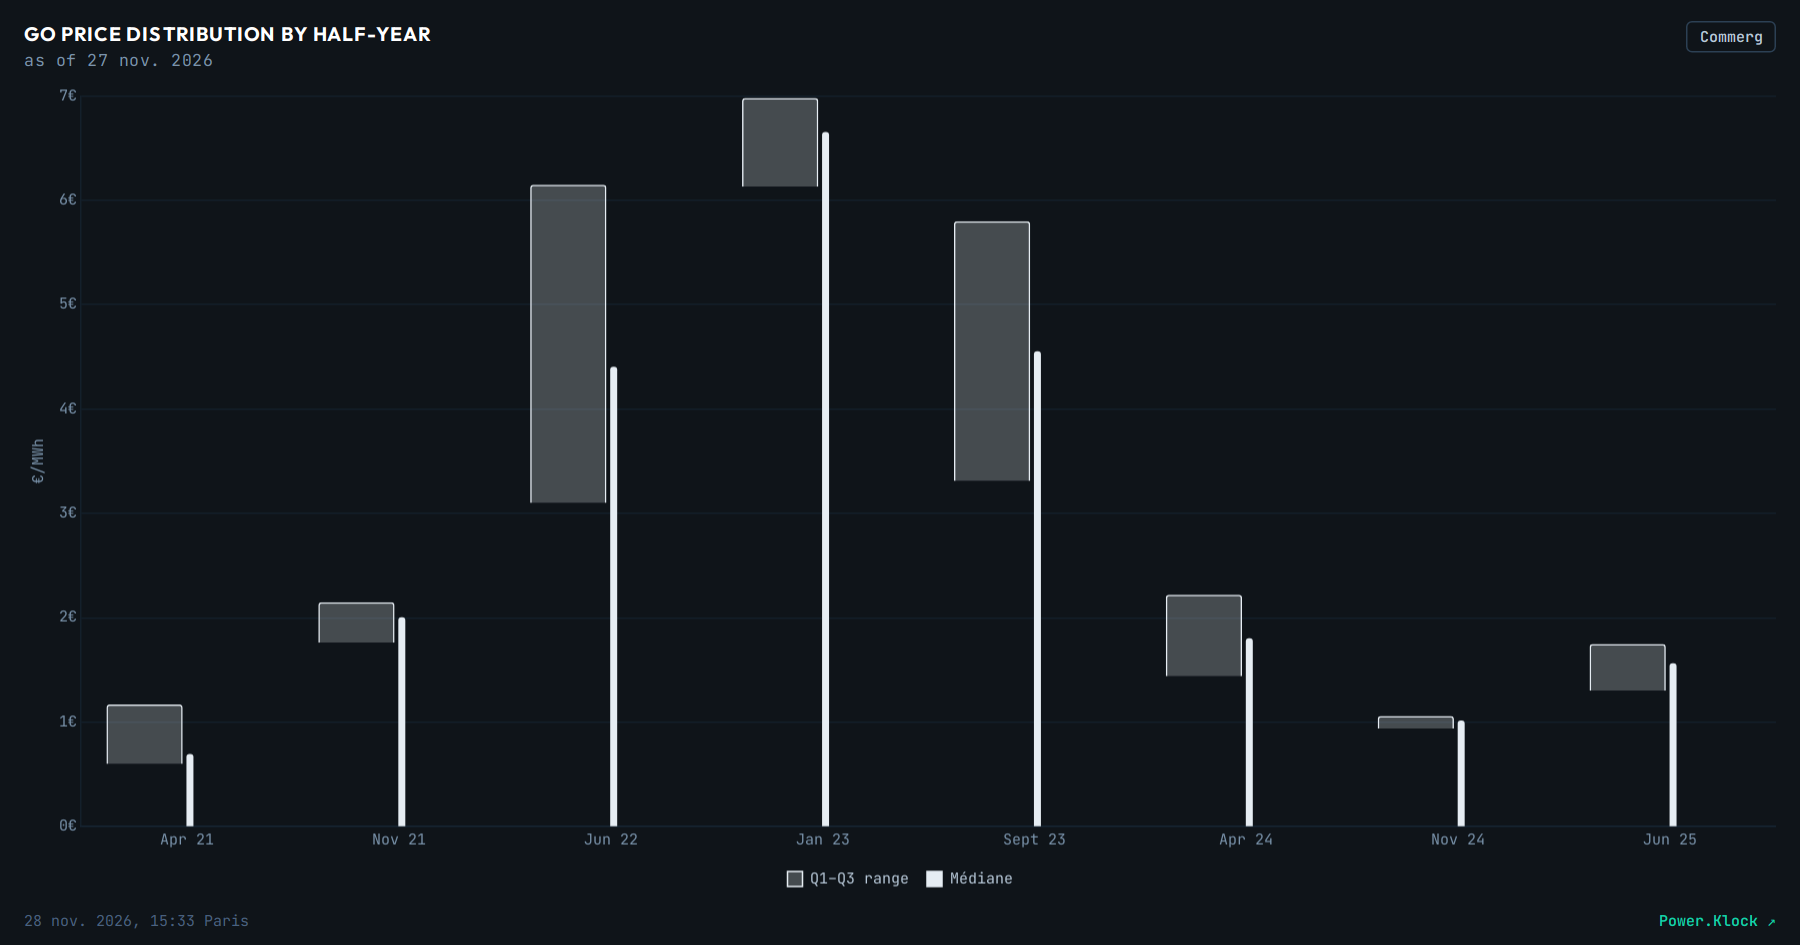 GO PRICE DISTRIBUTION BY HALF-YEAR
as of 27 nov. 2026
Commerg
7€
6€
5€
4€
3€
2€
1€
0€
€/MWh
Apr 21 Nov 21 Jun 22 Jan 23 Sept 23 Apr 24 Nov 24 Jun 25
Q1–Q3 range Médiane
28 nov. 2026, 15:33 Paris
Power.Klock ↗